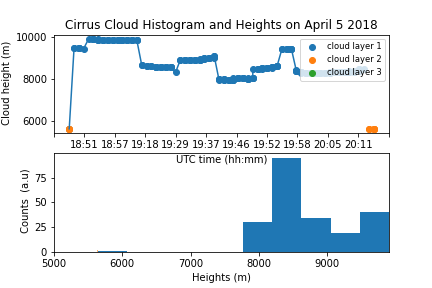 Cirrus Cloud Histogram and Heights on April 5 2018
Cloud height (m)
10000
8000
6000
cloud layer 1
cloud layer 2
cloud layer 3
18:51 18:57 19:18 19:29 19:37 19:46 19:52 19:58 20:05 20:11
UTC time (hh:mm)
Counts (a.u)
75
50
25
0
5000 6000 7000 8000 9000
Heights (m)